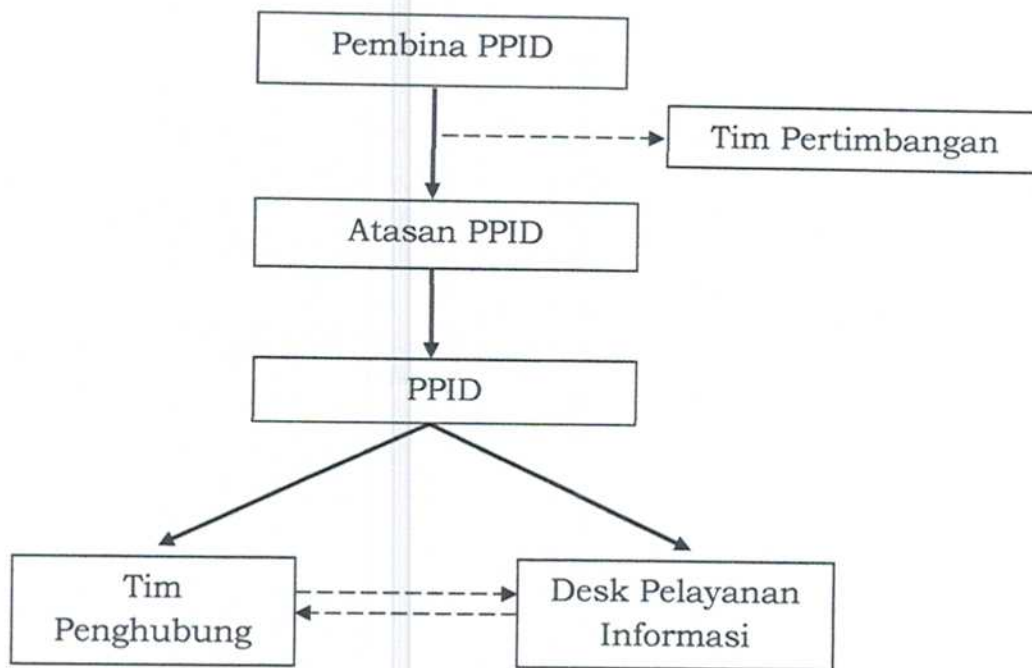 Pembina PPID
Tim Pertimbangan
Atasan PPID
PPID
Tim
Penghubung
Desk Pelayanan
Informasi